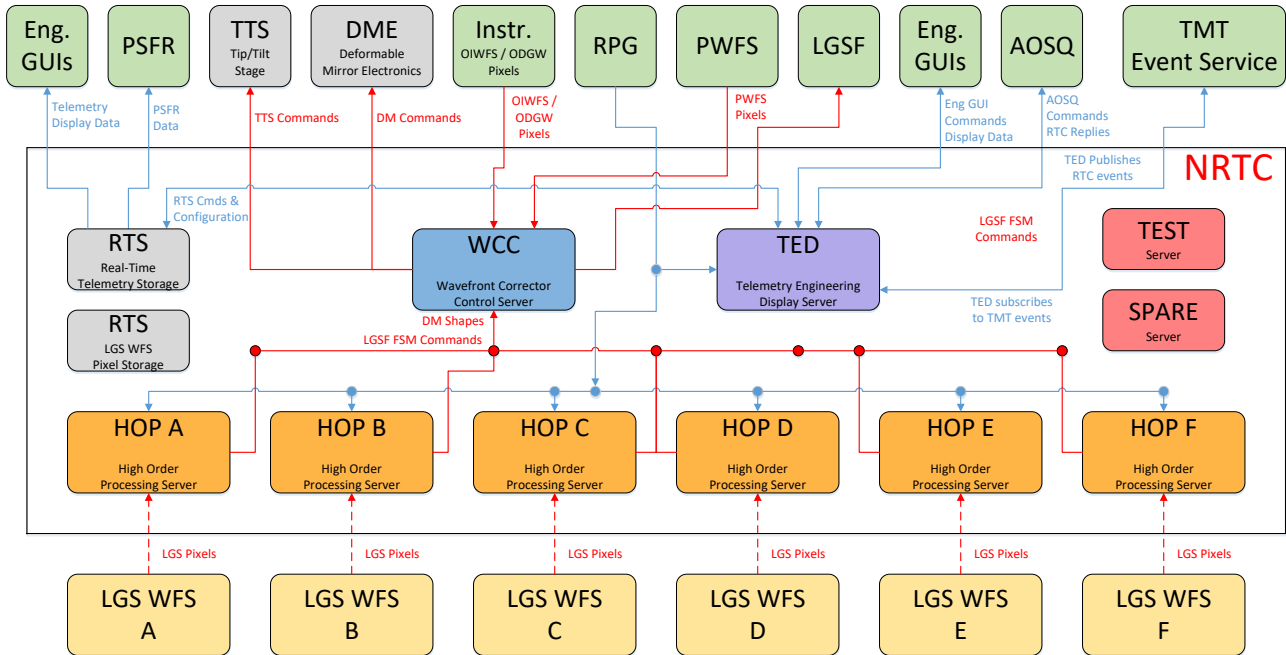 Eng.
GUIs
PSFR
TTS
Tip/Tilt
Stage
DME
Deformable
Mirror Electronics
Instr.
OIWFS / ODGW
Pixels
RPG
PWFS
LGSF
Eng.
GUIs
AOSQ
TMT
Event Service
Telemetry
Display Data
PSFR
Data
TTS Commands
DM Commands
OIWFS /
ODGW
Pixels
PWFS
Pixels
Eng GUI
Commands
Display Data
AOSQ
Commands
RTC Replies
TED Publishes
RTC events
NRTC
RTS Cmds &
Configuration
RTS
Real-Time
Telemetry Storage
WCC
Wavefront Corrector
Control Server
TED
Telemetry Engineering
Display Server
LGSF FSM
Commands
TEST
Server
RTS
LGS WFS
Pixel Storage
DM Shapes
LGSF FSM Commands
TED subscribes
to TMT events
SPARE
Server
HOP A
High Order
Processing Server
HOP B
High Order
Processing Server
HOP C
High Order
Processing Server
HOP D
High Order
Processing Server
HOP E
High Order
Processing Server
HOP F
High Order
Processing Server
LGS Pixels
LGS Pixels
LGS Pixels
LGS Pixels
LGS Pixels
LGS Pixels
LGS WFS
A
LGS WFS
B
LGS WFS
C
LGS WFS
D
LGS WFS
E
LGS WFS
F